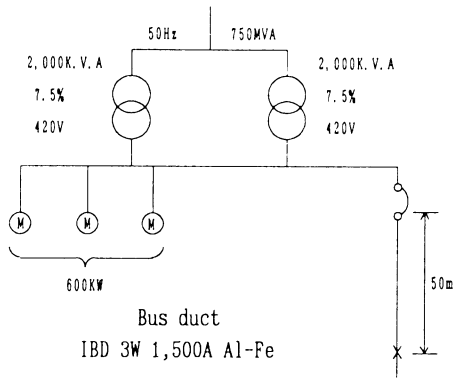 50Hz 750MVA
2,000K.V.A
7.5%
420V
2,000K.V.A
7.5%
420V
M M M
600KW
50m
Bus duct
IBD 3W 1,500A Al-Fe